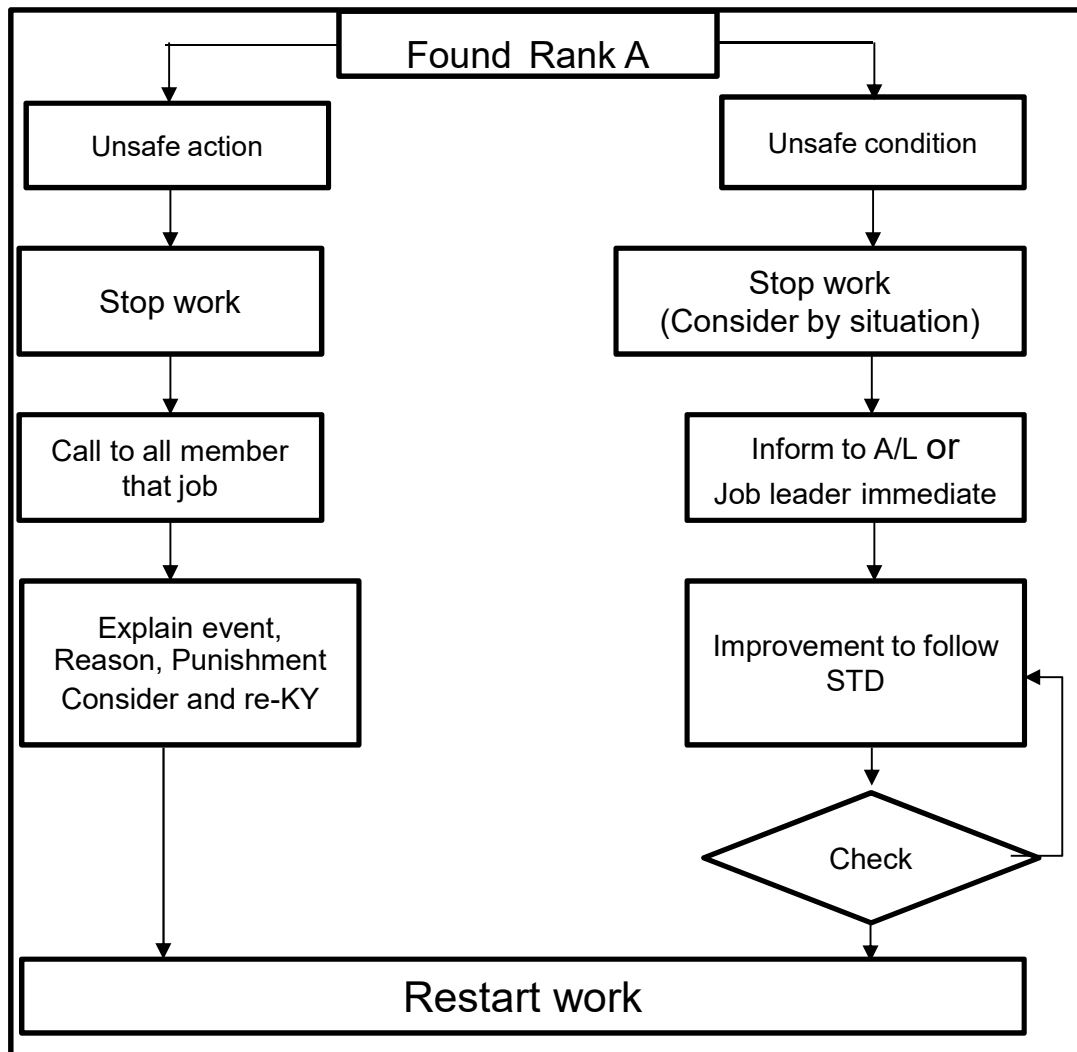 Found Rank A
Unsafe action
Unsafe condition
Stop work
Stop work
(Consider by situation)
Call to all member
that job
Inform to A/L or
Job leader immediate
Explain event,
Reason, Punishment
Consider and re-KY
Improvement to follow
STD
Check
Restart work